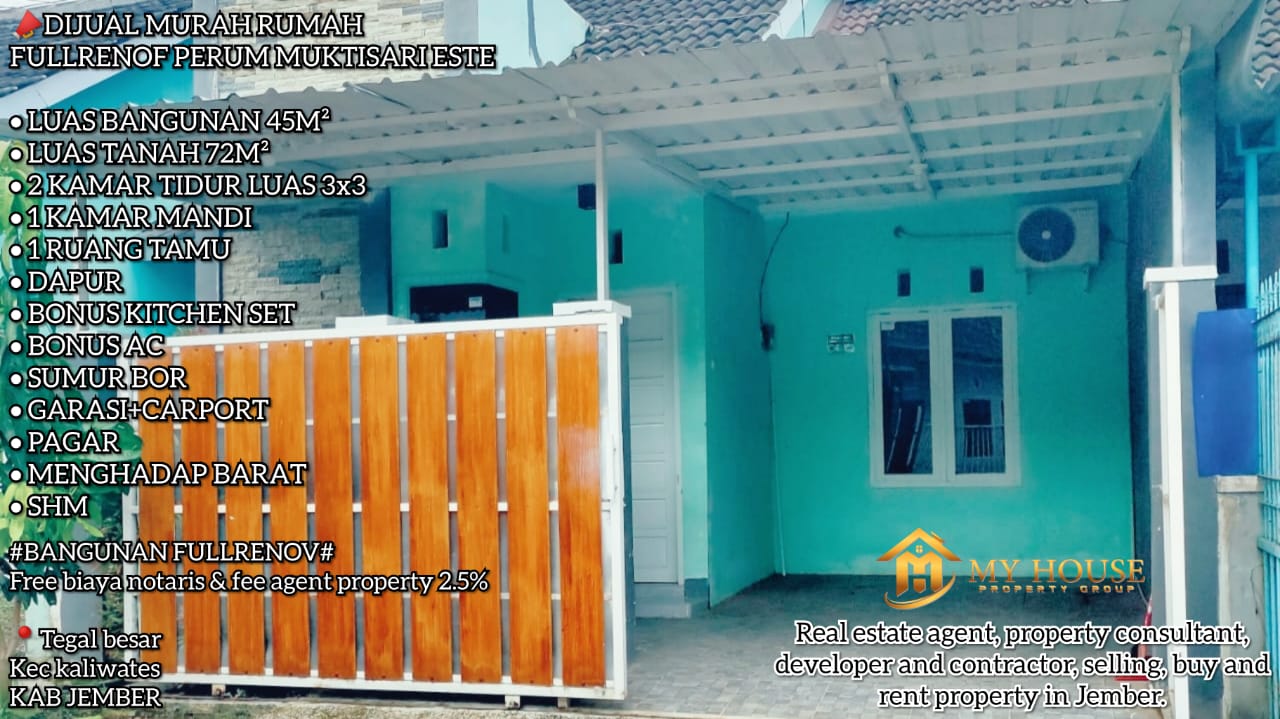 📣DIJUAL MURAH RUMAH
FULLRENOF PERUM MUKTISARI ESTE
• LUAS BANGUNAN 45M²
• LUAS TANAH 72M²
• 2 KAMAR TIDUR LUAS 3x3
• 1 KAMAR MANDI
• 1 RUANG TAMU
• DAPUR
• BONUS KITCHEN SET
• BONUS AC
• SUMUR BOR
• GARASI+CARPORT
• PAGAR
• MENGHADAP BARAT
• SHM
#BANGUNAN FULLRENOV#
Free biaya notaris & fee agent property 2.5%
📍 Tegal besar
Kec kaliwates
KAB JEMBER
MY HOUSE
PROPERTY GROUP
Real estate agent, property consultant,
developer and contractor, selling, buy and
rent property in Jember.